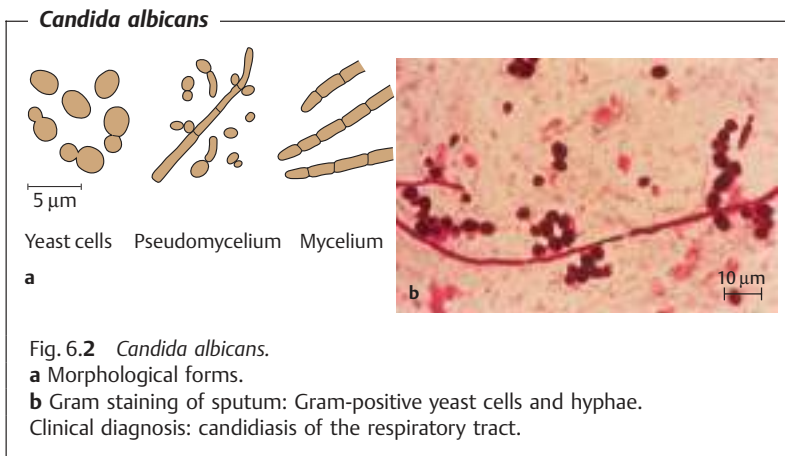 Candida albicans
5 µm
Yeast cells Pseudomycelium Mycelium
a
b
10 µm
Fig. 6.2 Candida albicans.
a Morphological forms.
b Gram staining of sputum: Gram-positive yeast cells and hyphae.
Clinical diagnosis: candidiasis of the respiratory tract.